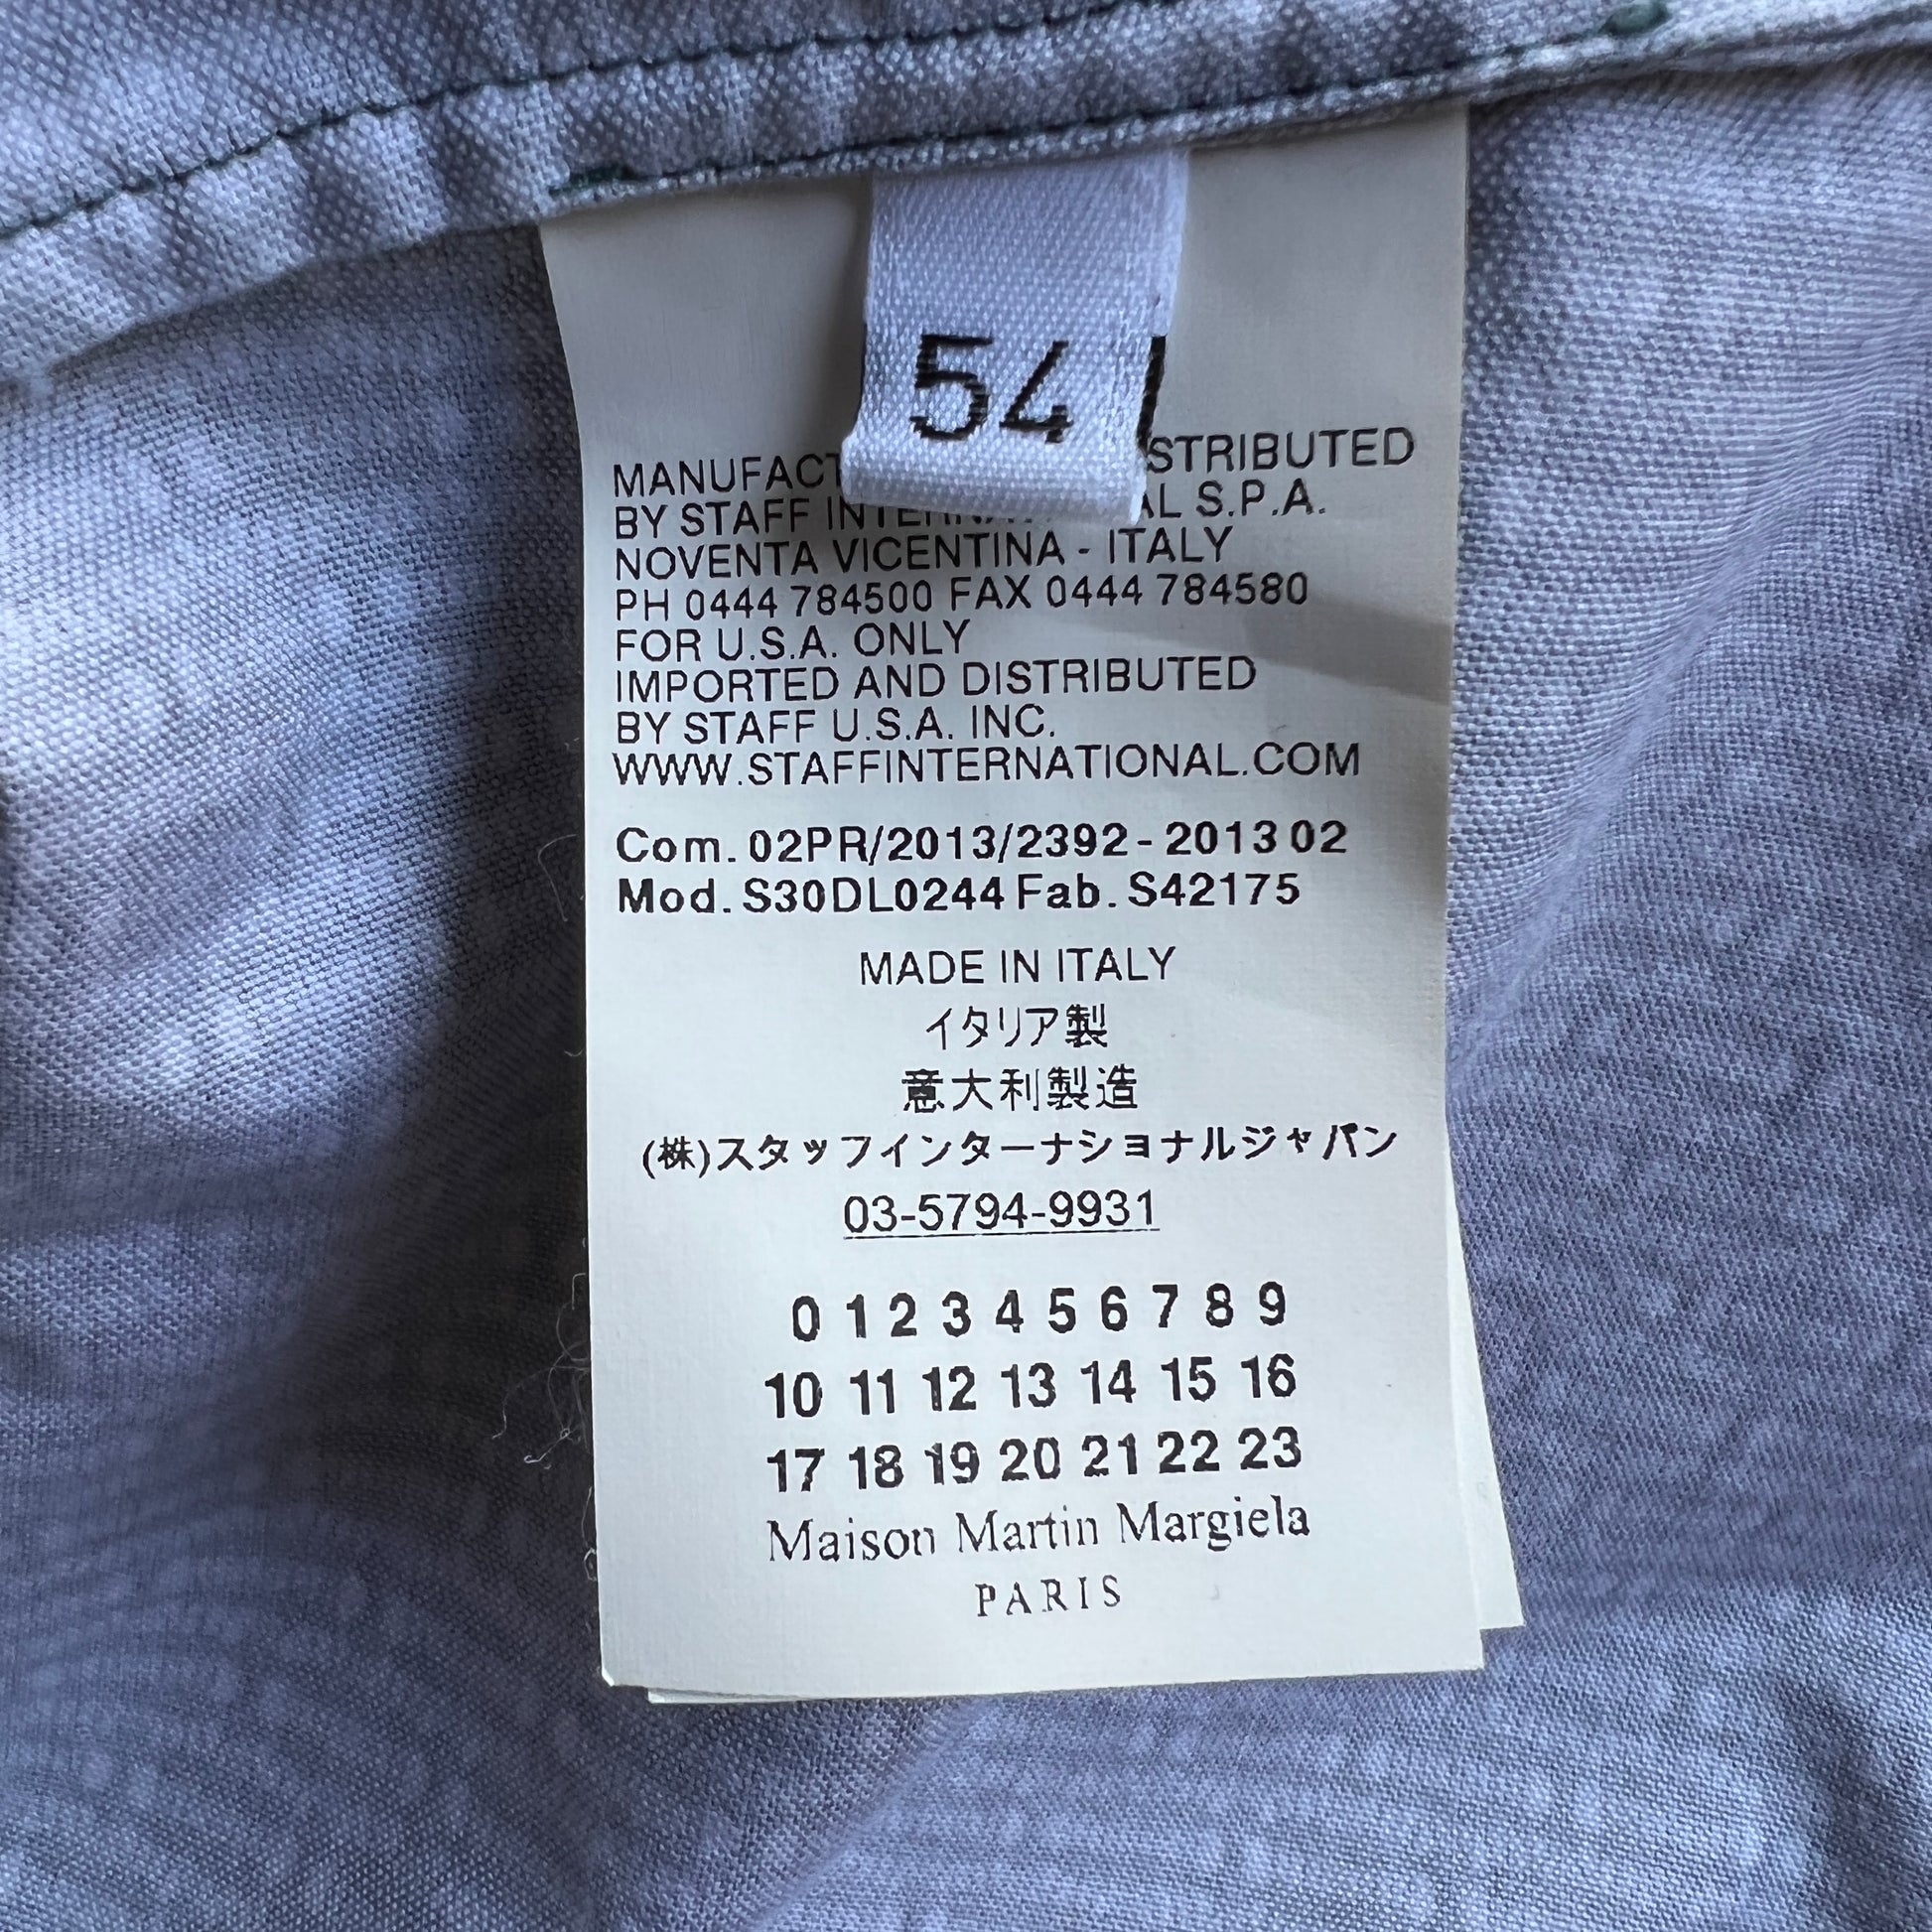 54
MANUFACT STRIBUTED
BY STAFF INTERNA AL S.P.A.
NOVENTA VICENTINA - ITALY
PH 0444 784500 FAX 0444 784580
FOR U.S.A. ONLY
IMPORTED AND DISTRIBUTED
BY STAFF U.S.A. INC.
WWW.STAFFINTERNATIONAL.COM
Com. 02PR/2013/2392 - 2013 02
Mod. S30DL0244 Fab. S42175
MADE IN ITALY
イタリア製
意大利製造
(株)スタッフインターナショナルジャパン
03-5794-9931
0 1 2 3 4 5 6 7 8 9
10 11 12 13 14 15 16
17 18 19 20 21 22 23
Maison Martin Margiela
PARIS